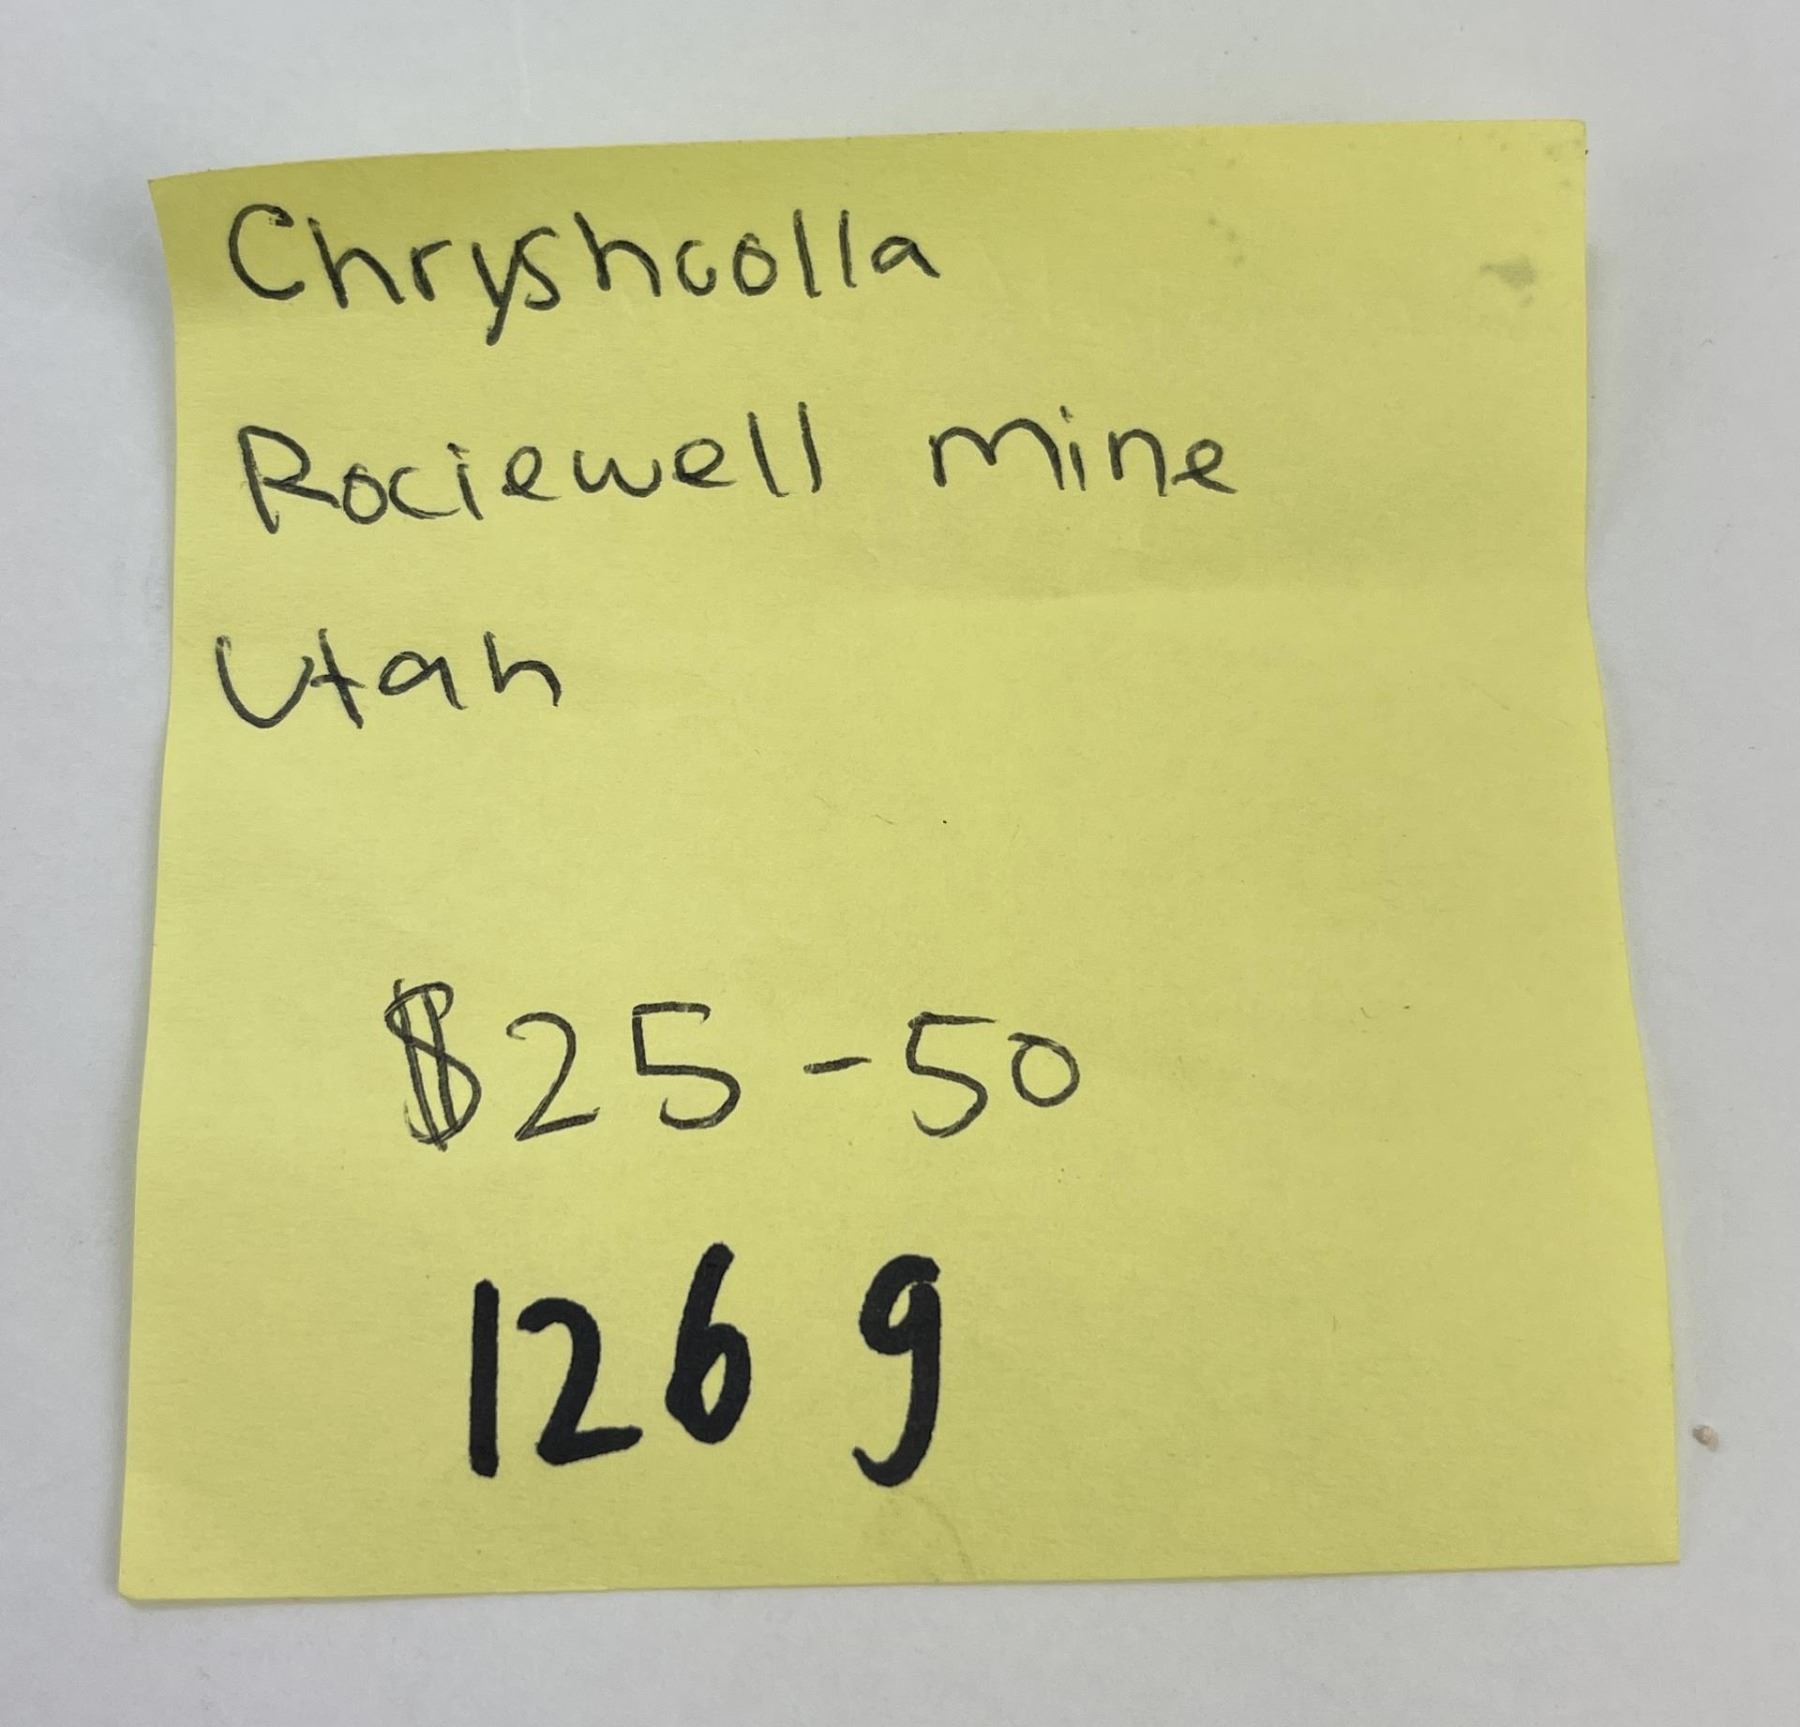 Chryshcolla
Rociewell mine
Utah
$25-50
126 g